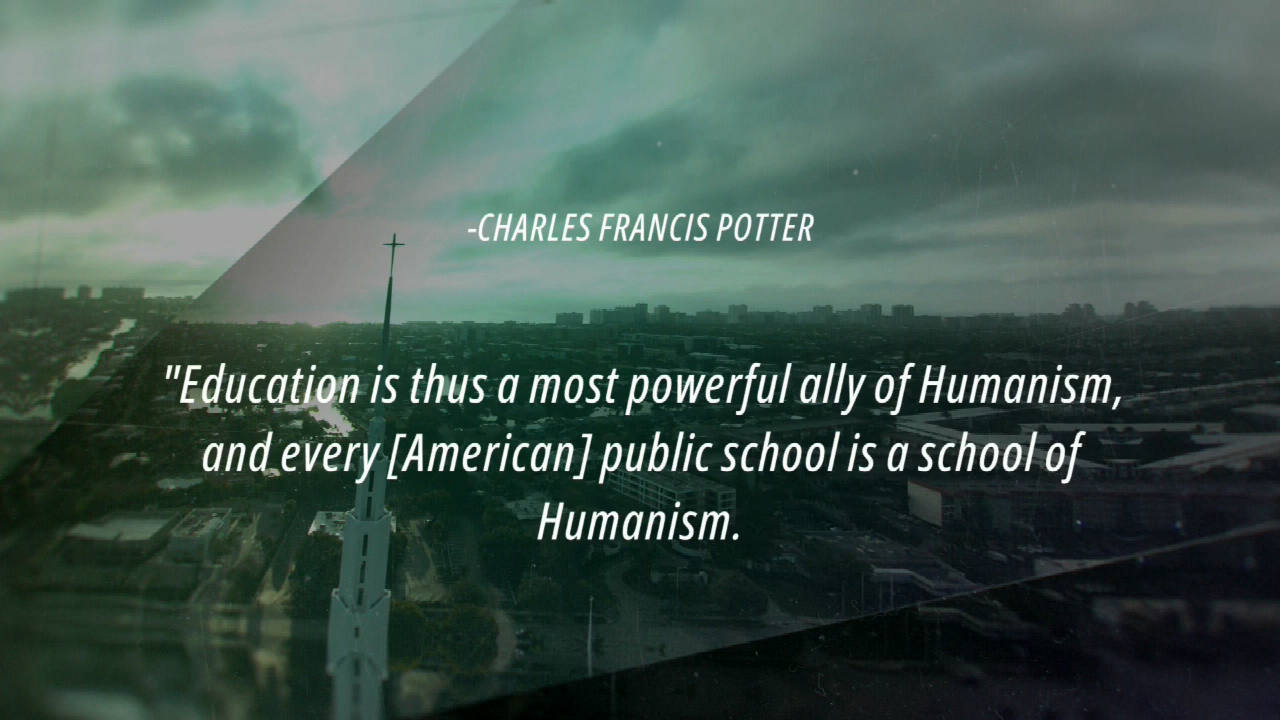 -CHARLES FRANCIS POTTER
"Education is thus a most powerful ally of Humanism,
and every [American] public school is a school of
Humanism.